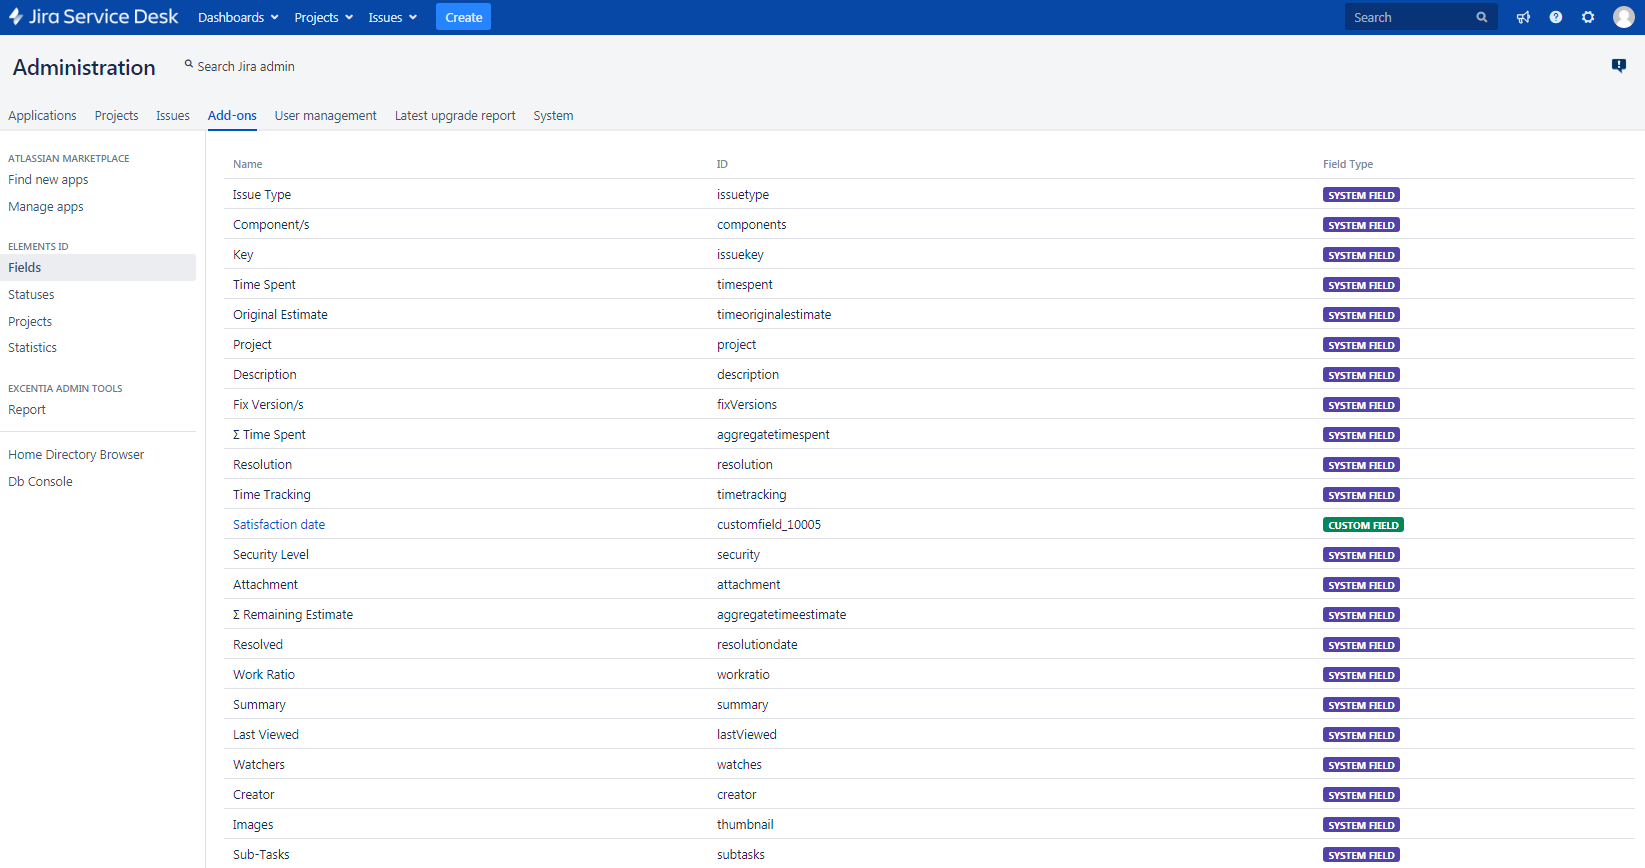 Jira Service Desk Dashboards Projects Issues Create Search
Administration Search Jira admin
Applications Projects Issues Add-ons User management Latest upgrade report System
ATLASSIAN MARKETPLACE
Find new apps
Manage apps
ELEMENTS ID
Fields
Statuses
Projects
Statistics
EXCENTIA ADMIN TOOLS
Report
Home Directory Browser
Db Console
Name ID Field Type
Issue Type issuetype SYSTEM FIELD
Component/s components SYSTEM FIELD
Key issuekey SYSTEM FIELD
Time Spent timespent SYSTEM FIELD
Original Estimate timeoriginalestimate SYSTEM FIELD
Project project SYSTEM FIELD
Description description SYSTEM FIELD
Fix Version/s fixVersions SYSTEM FIELD
Σ Time Spent aggregatetimespent SYSTEM FIELD
Resolution resolution SYSTEM FIELD
Time Tracking timetracking SYSTEM FIELD
Satisfaction date customfield_10005 CUSTOM FIELD
Security Level security SYSTEM FIELD
Attachment attachment SYSTEM FIELD
Σ Remaining Estimate aggregatetimeestimate SYSTEM FIELD
Resolved resolutiondate SYSTEM FIELD
Work Ratio workratio SYSTEM FIELD
Summary summary SYSTEM FIELD
Last Viewed lastViewed SYSTEM FIELD
Watchers watches SYSTEM FIELD
Creator creator SYSTEM FIELD
Images thumbnail SYSTEM FIELD
Sub-Tasks subtasks SYSTEM FIELD